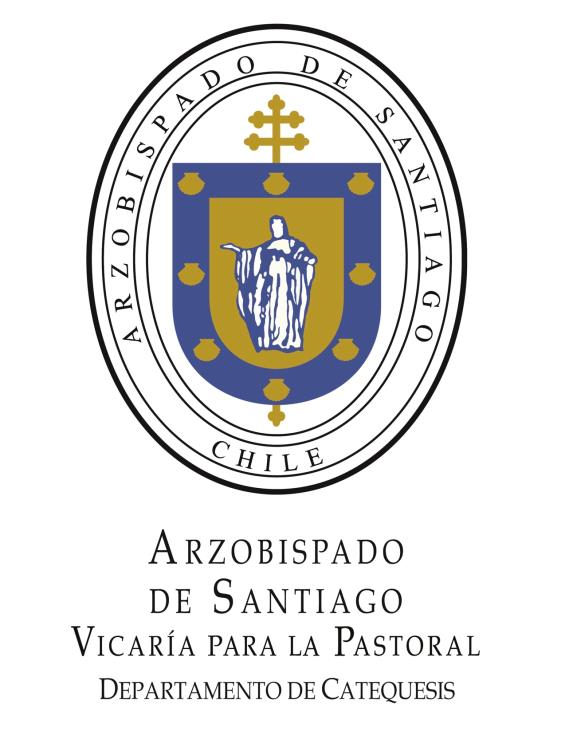 ARZOBISPADO DE SANTIAGO
CHILE
ARZOBISPADO
DE SANTIAGO
VICARÍA PARA LA PASTORAL
DEPARTAMENTO DE CATEQUESIS